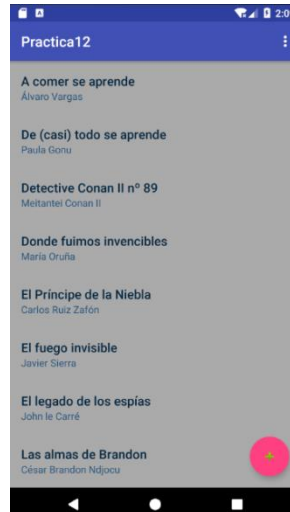 2:0
Practica12
A comer se aprende
Álvaro Vargas
De (casi) todo se aprende
Paula Gonu
Detective Conan II nº 89
Meitantei Conan II
Donde fuimos invencibles
María Oruña
El Príncipe de la Niebla
Carlos Ruiz Zafón
El fuego invisible
Javier Sierra
El legado de los espías
John le Carré
Las almas de Brandon
César Brandon Ndjocu